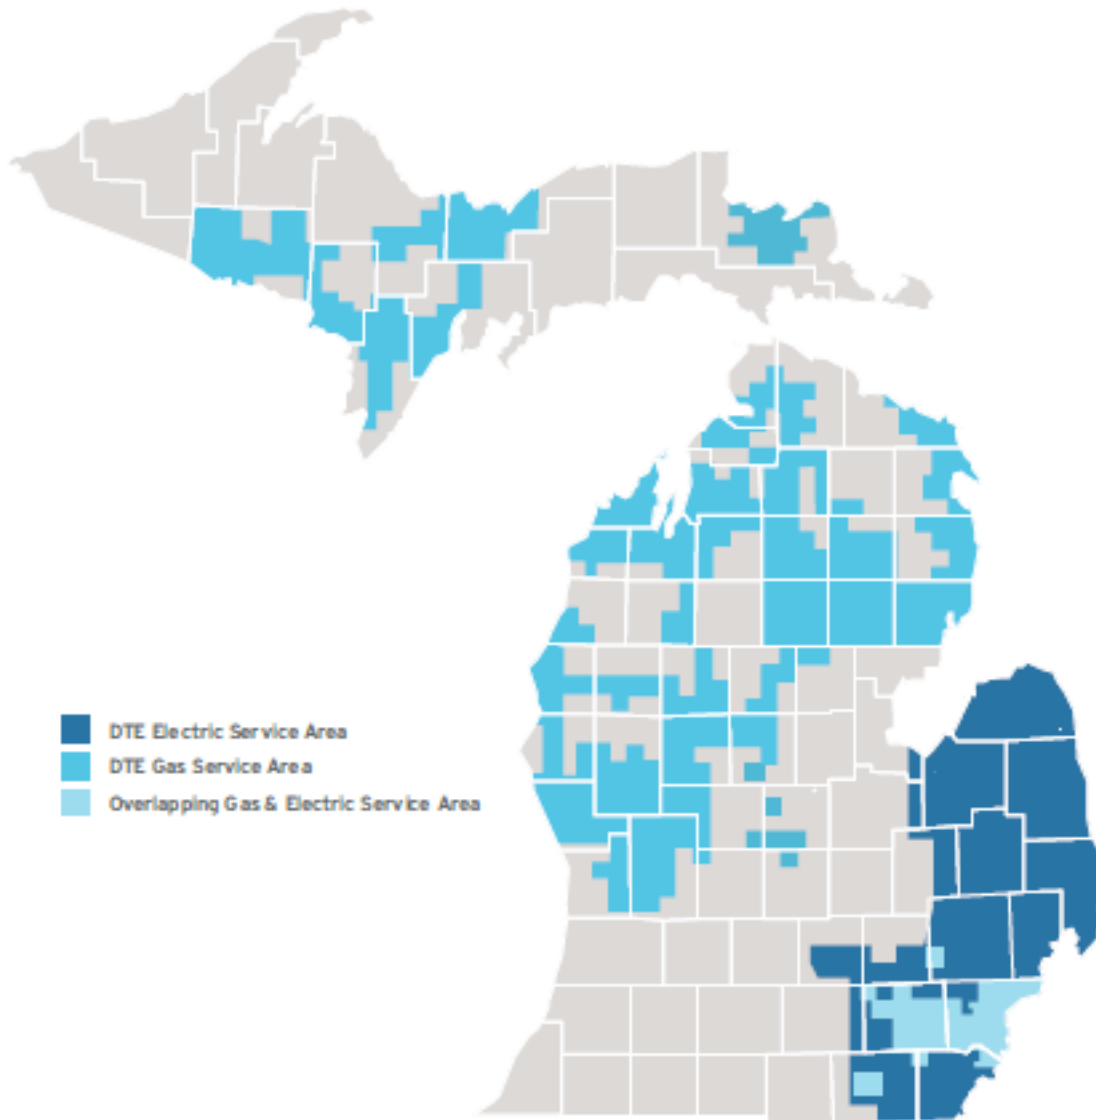 DTE Electric Service Area
DTE Gas Service Area
Overlapping Gas & Electric Service Area